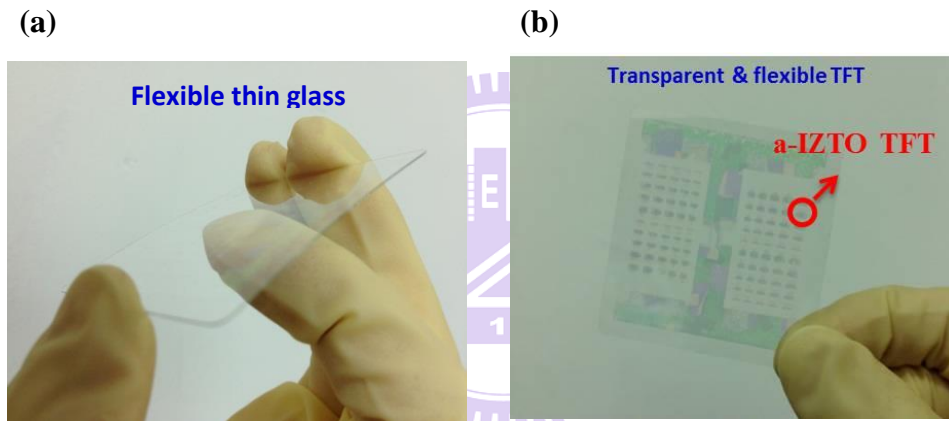 (a)
(b)
Flexible thin glass
Transparent & flexible TFT
a-IZTO TFT